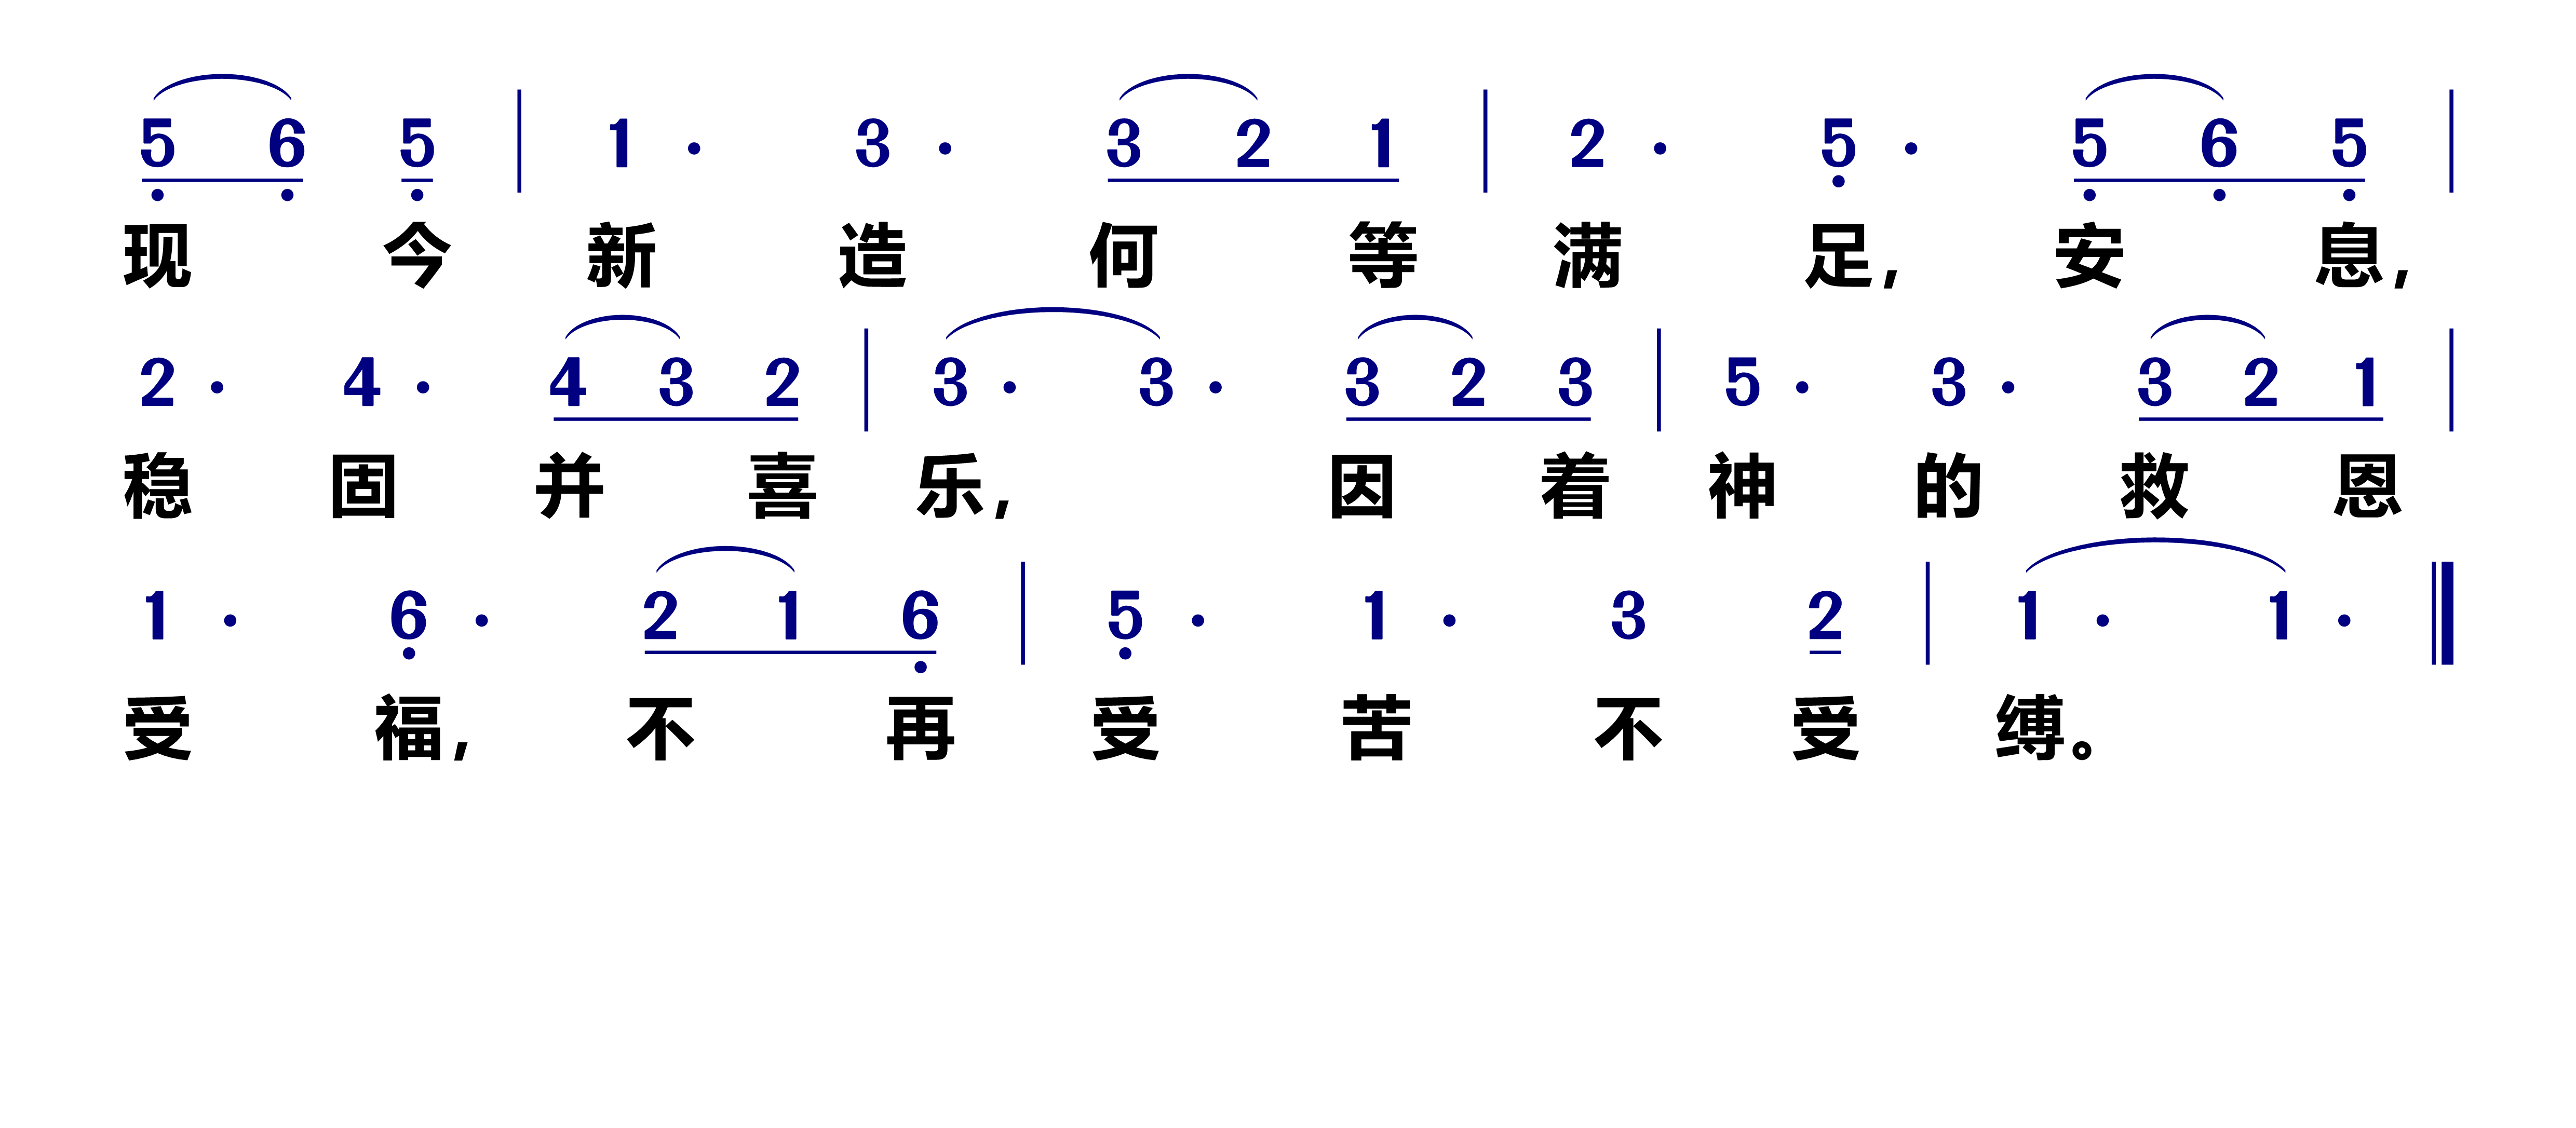 5 6 5 | 1 · 3 · 3 2 1 | 2 · 5 · 5 6 5 |
现 今 新 造 何 等 满 足, 安 息,
2 · 4 · 4 3 2 | 3 · 3 · 3 2 3 | 5 · 3 · 3 2 1 |
稳 固 并 喜 乐, 因 着 神 的 救 恩
1 · 6 · 2 1 6 | 5 · 1 · 3 2 | 1 · 1 · ‖
受 福, 不 再 受 苦 不 受 缚。